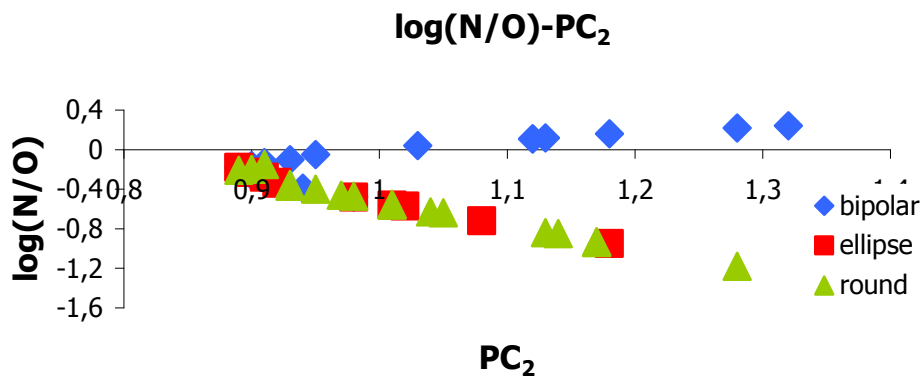 log(N/O)-PC₂
log(N/O)
0,4
0
-0,4
-0,8
-1,2
-1,6
0,8 0,9 1 1,1 1,2 1,3
bipolar
ellipse
round
PC₂